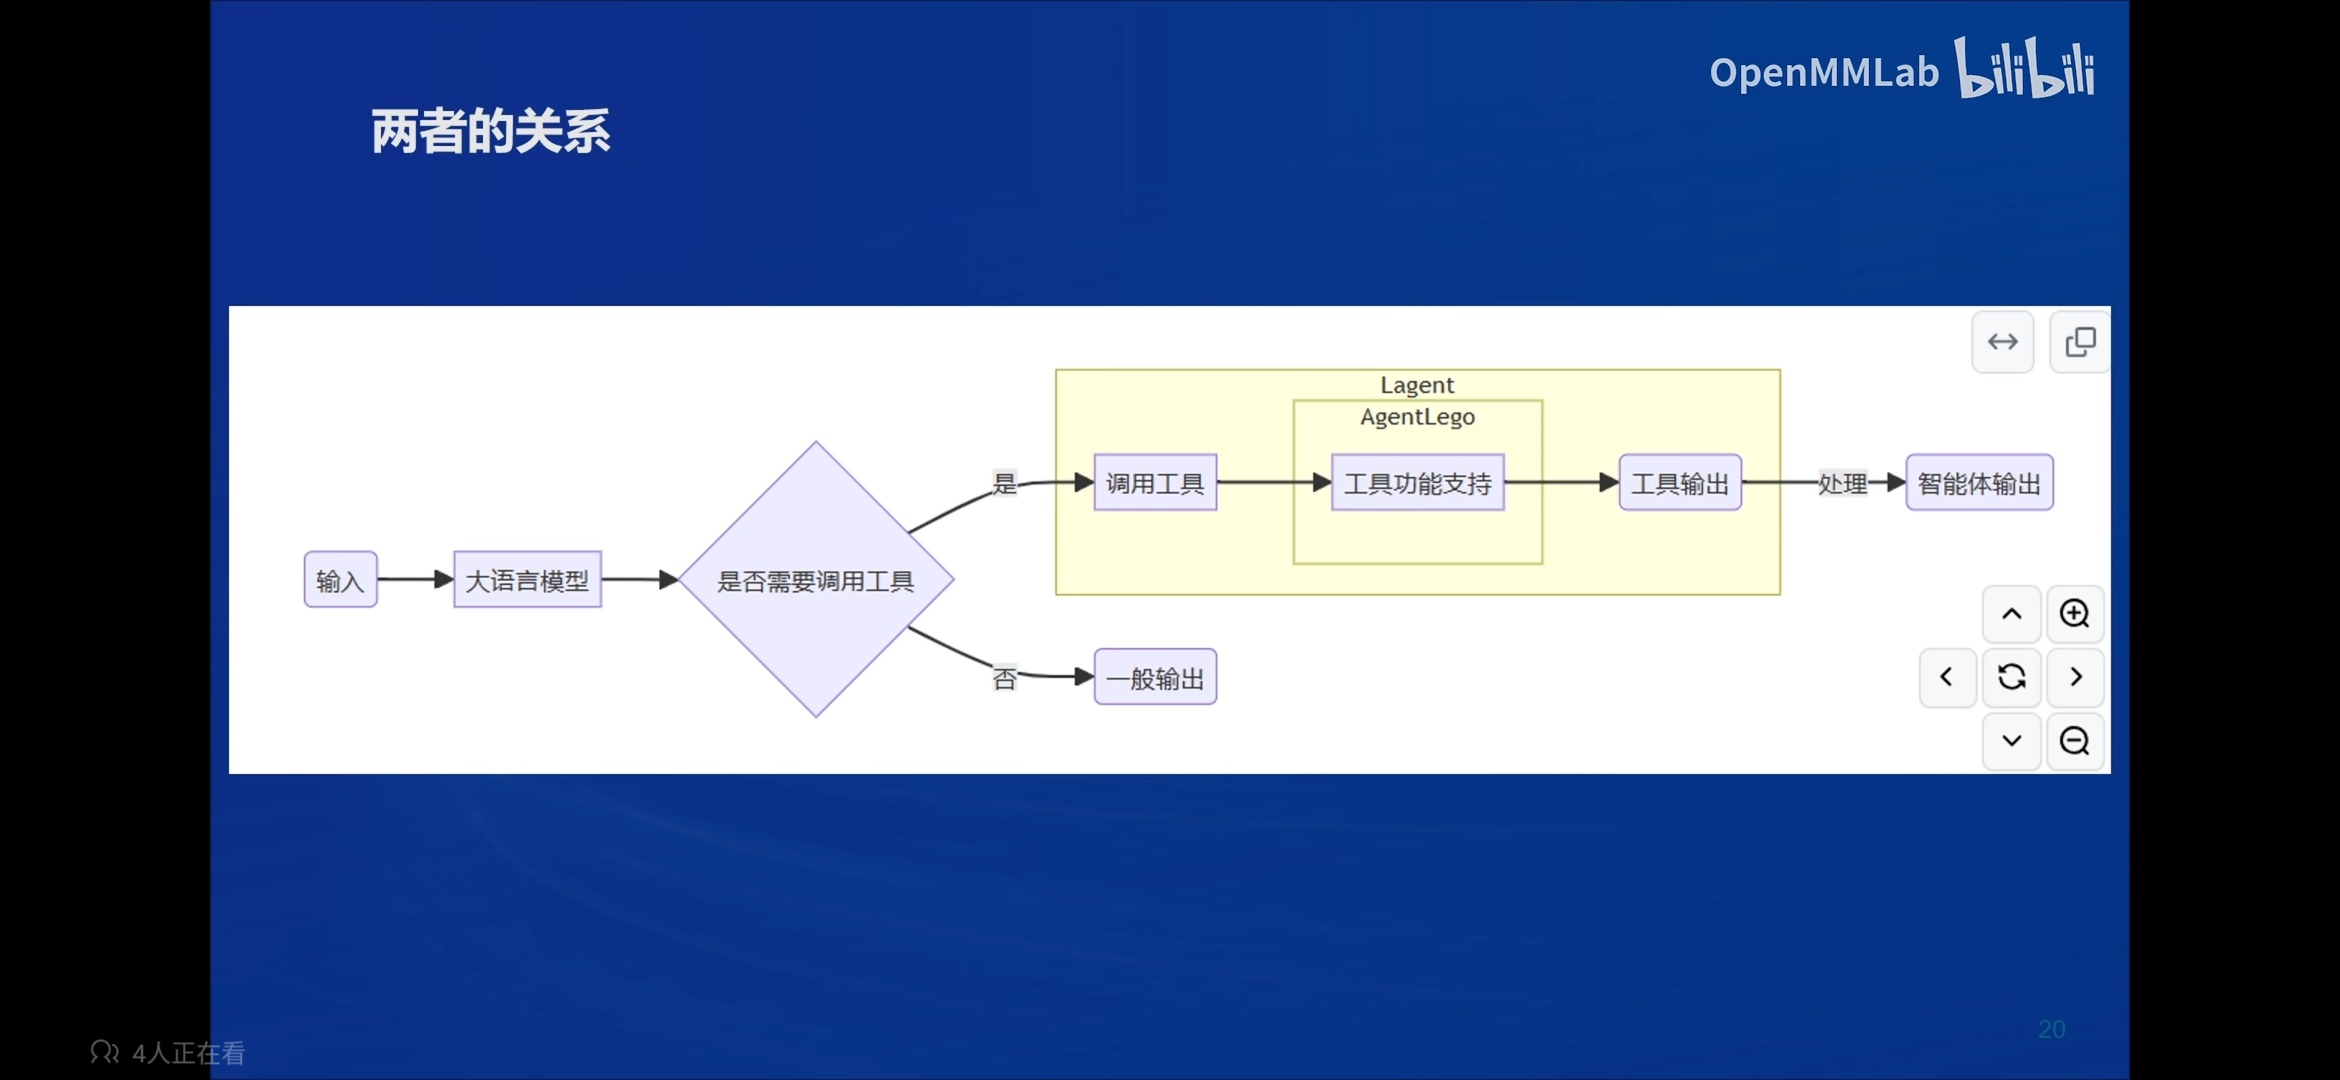 OpenMMLab bilibili
两者的关系
Lagent
AgentLego
是
调用工具
工具功能支持
工具输出
处理
智能体输出
输入
大语言模型
是否需要调用工具
否
一般输出
20
4人正在看